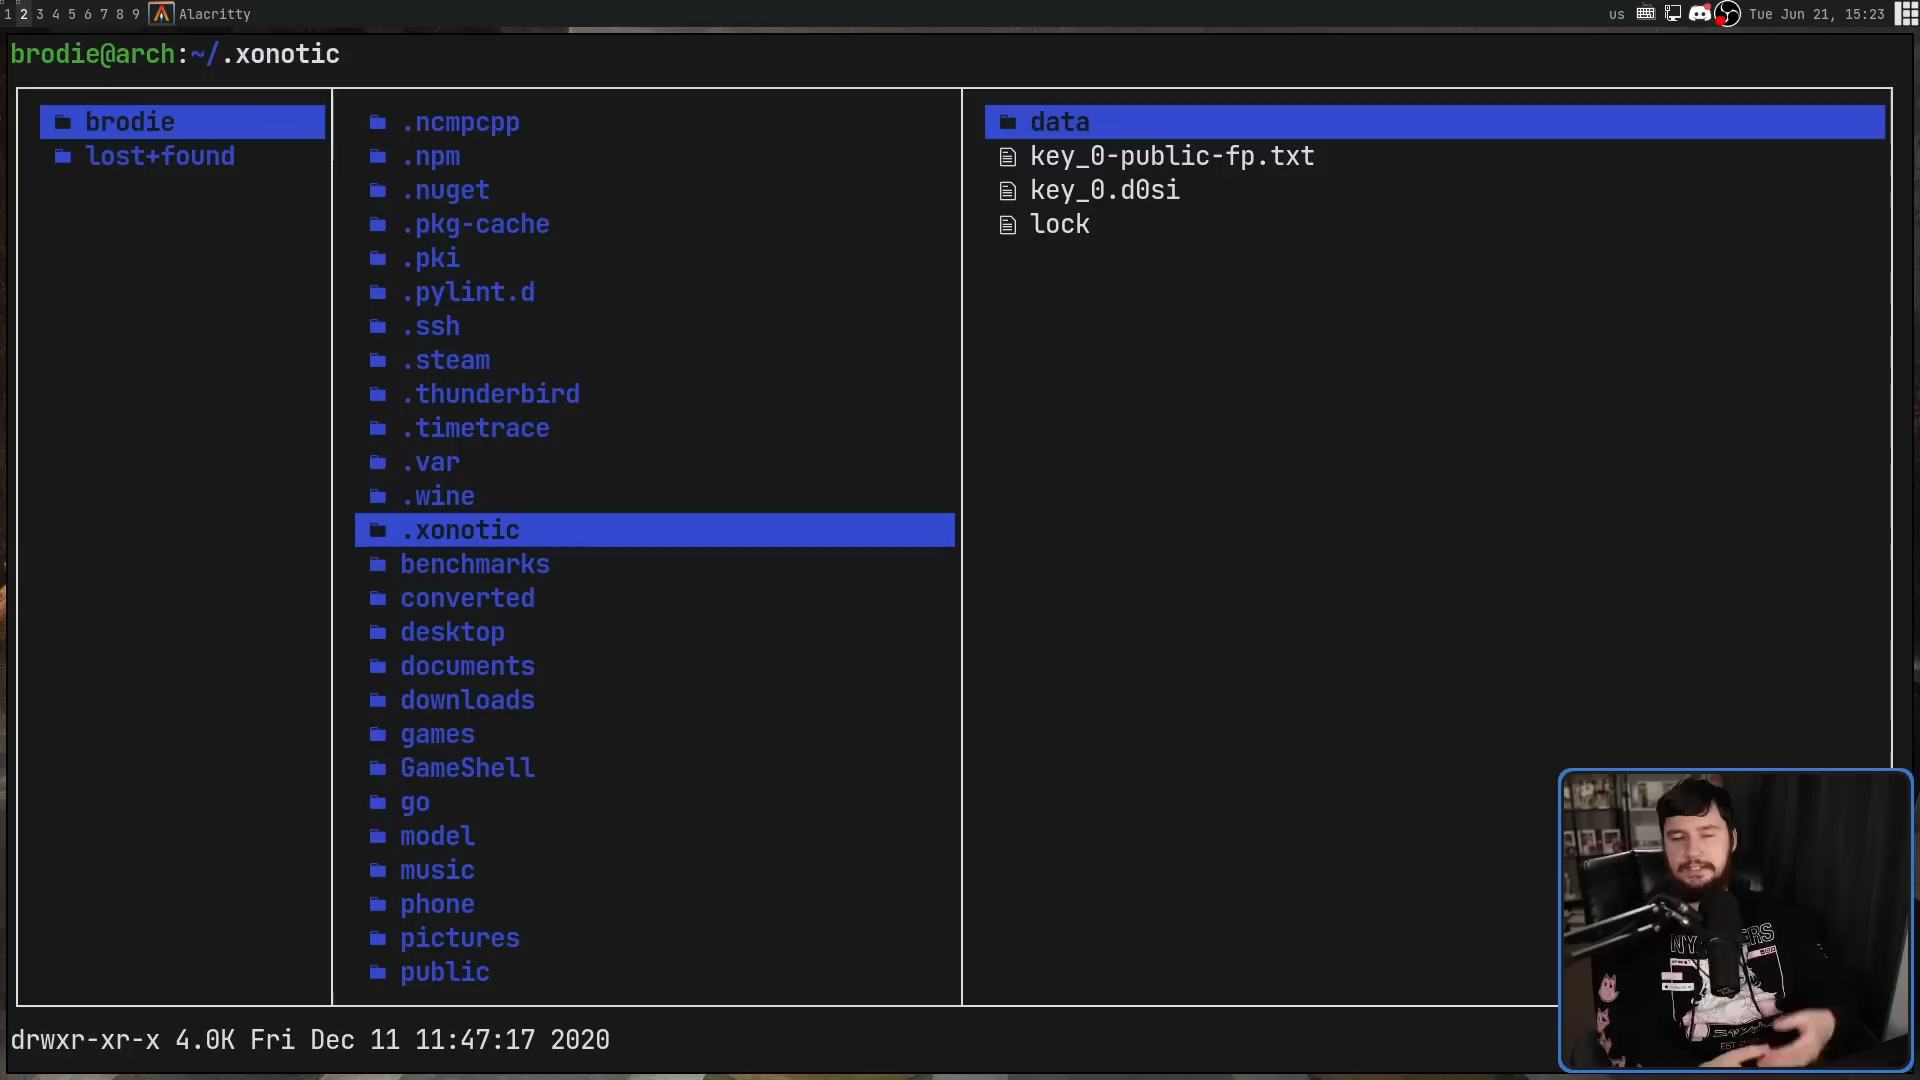 1 2 3 4 5 6 7 8 9 Alacritty us Tue Jun 21, 15:23
brodie@arch:~/.xonotic
brodie
lost+found
.ncmpcpp
.npm
.nuget
.pkg-cache
.pki
.pylint.d
.ssh
.steam
.thunderbird
.timetrace
.var
.wine
.xonotic
benchmarks
converted
desktop
documents
downloads
games
GameShell
go
model
music
phone
pictures
public
data
key_0-public-fp.txt
key_0.d0si
lock
drwxr-xr-x 4.0K Fri Dec 11 11:47:17 2020